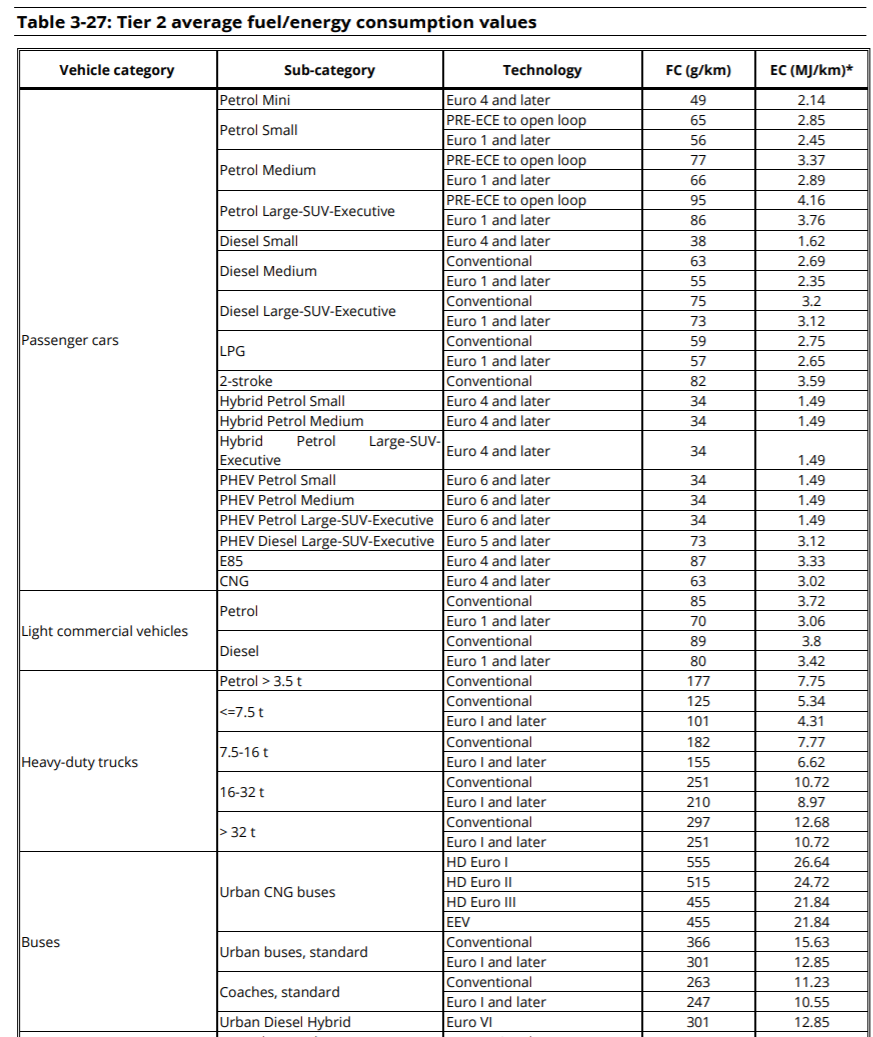 Table 3-27: Tier 2 average fuel/energy consumption values
Vehicle category Sub-category Technology FC (g/km) EC (MJ/km)*
Passenger cars
Petrol Mini Euro 4 and later 49 2.14
Petrol Small PRE-ECE to open loop 65 2.85
Euro 1 and later 56 2.45
Petrol Medium PRE-ECE to open loop 77 3.37
Euro 1 and later 66 2.89
Petrol Large-SUV-Executive PRE-ECE to open loop 95 4.16
Euro 1 and later 86 3.76
Diesel Small Euro 4 and later 38 1.62
Diesel Medium Conventional 63 2.69
Euro 1 and later 55 2.35
Diesel Large-SUV-Executive Conventional 75 3.2
Euro 1 and later 73 3.12
LPG Conventional 59 2.75
Euro 1 and later 57 2.65
2-stroke Conventional 82 3.59
Hybrid Petrol Small Euro 4 and later 34 1.49
Hybrid Petrol Medium Euro 4 and later 34 1.49
Hybrid Petrol Large-SUV-
Executive Euro 4 and later 34 1.49
PHEV Petrol Small Euro 6 and later 34 1.49
PHEV Petrol Medium Euro 6 and later 34 1.49
PHEV Petrol Large-SUV-Executive Euro 6 and later 34 1.49
PHEV Diesel Large-SUV-Executive Euro 5 and later 73 3.12
E85 Euro 4 and later 87 3.33
CNG Euro 4 and later 63 3.02
Light commercial vehicles
Petrol Conventional 85 3.72
Euro 1 and later 70 3.06
Diesel Conventional 89 3.8
Euro 1 and later 80 3.42
Heavy-duty trucks
Petrol > 3.5 t Conventional 177 7.75
<=7.5 t Conventional 125 5.34
Euro I and later 101 4.31
7.5-16 t Conventional 182 7.77
Euro I and later 155 6.62
16-32 t Conventional 251 10.72
Euro I and later 210 8.97
> 32 t Conventional 297 12.68
Euro I and later 251 10.72
Buses
Urban CNG buses HD Euro I 555 26.64
HD Euro II 515 24.72
HD Euro III 455 21.84
EEV 455 21.84
Urban buses, standard Conventional 366 15.63
Euro I and later 301 12.85
Coaches, standard Conventional 263 11.23
Euro I and later 247 10.55
Urban Diesel Hybrid Euro VI 301 12.85